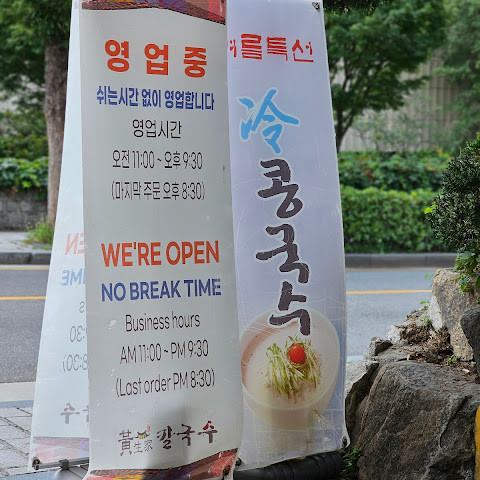 영업중
쉬는시간 없이 영업합니다
영업시간
오전 11:00 ~ 오후 9:30
(마지막 주문 오후 8:30)
WE'RE OPEN
NO BREAK TIME
Business hours
AM 11:00 ~ PM 9:30
(Last order PM 8:30)
黃生家 칼국수
여름특선
冷
콩국수